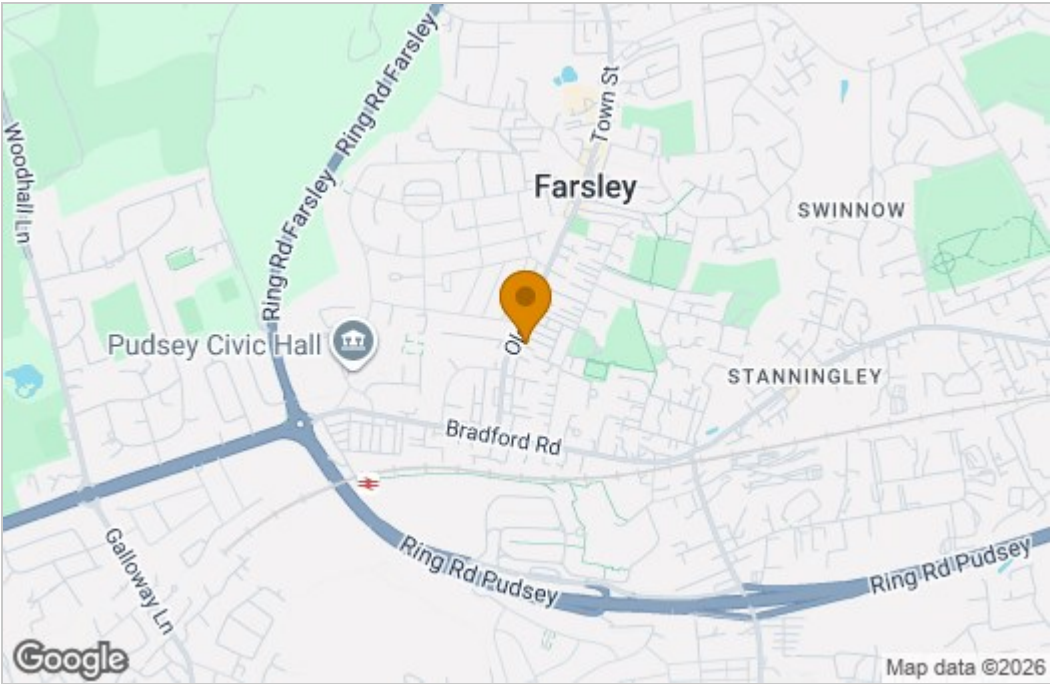 Ring Rd Farsley
Ring Rd Farsley
Town St
Woodhall Ln
Farsley
SWINNOW
Pudsey Civic Hall
STANNINGLEY
Bradford Rd
Galloway Ln
Ring Rd Pudsey
Ring Rd Pudsey
Google
Map data ©2026